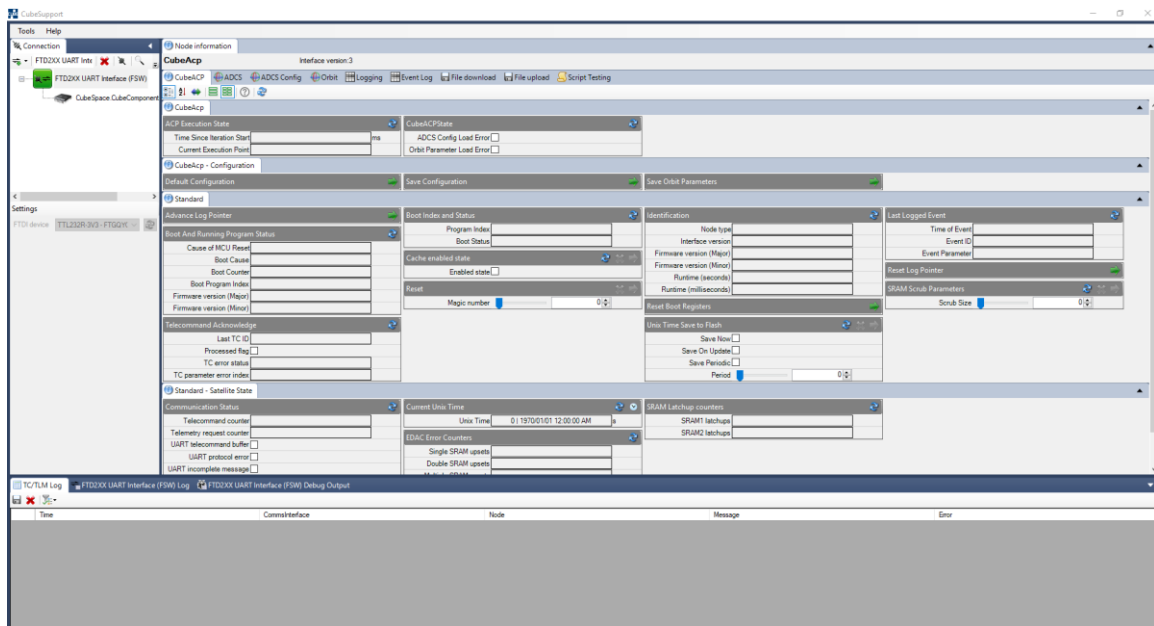 CubeSupport
Tools Help
Connection
FTD2XX UART Inte
FTD2XX UART Interface (FSW)
CubeSpace CubeComponent
Settings
FTDI device TTL232R-3V3 -
Node information
CubeAcp Interface version:3
CubeACP ADCS ADCS Config Orbit Logging Event Log File download File upload Script Testing
CubeAcp
ACP Execution State
Time Since Iteration Start ms
Current Execution Point
CubeACPState
ADCS Config Load Error
Orbit Parameter Load Error
CubeAcp - Configuration
Default Configuration
Save Configuration
Save Orbit Parameters
Standard
Advance Log Pointer
Boot And Running Program Status
Cause of MCU Reset
Boot Cause
Boot Counter
Boot Program Index
Firmware version (Major)
Firmware version (Minor)
Telecommand Acknowledge
Last TC ID
Processed flag
TC error status
TC parameter error index
Boot Index and Status
Program Index
Boot Status
Cache enabled state
Enabled state
Reset
Magic number 0
Identification
Node type
Interface version
Firmware version (Major)
Firmware version (Minor)
Runtime (seconds)
Runtime (milliseconds)
Reset Boot Registers
Unix Time Save to Flash
Save Now
Save On Update
Save Periodic
Period 0
Last Logged Event
Time of Event
Event ID
Event Parameter
Reset Log Pointer
SRAM Scrub Parameters
Scrub Size 0
Standard - Satellite State
Communication Status
Telecommand counter
Telemetry request counter
UART telecommand buffer
UART protocol error
UART incomplete message
Current Unix Time
Unix Time 0 | 1970/01/01 12:00:00 AM s
EDAC Error Counters
Single SRAM upsets
Double SRAM upsets
SRAM Latchup counters
SRAM1 latchups
SRAM2 latchups
TC/TLM Log FTD2XX UART Interface (FSW) Log FTD2XX UART Interface (FSW) Debug Output
Time CommsInterface Node Message Error